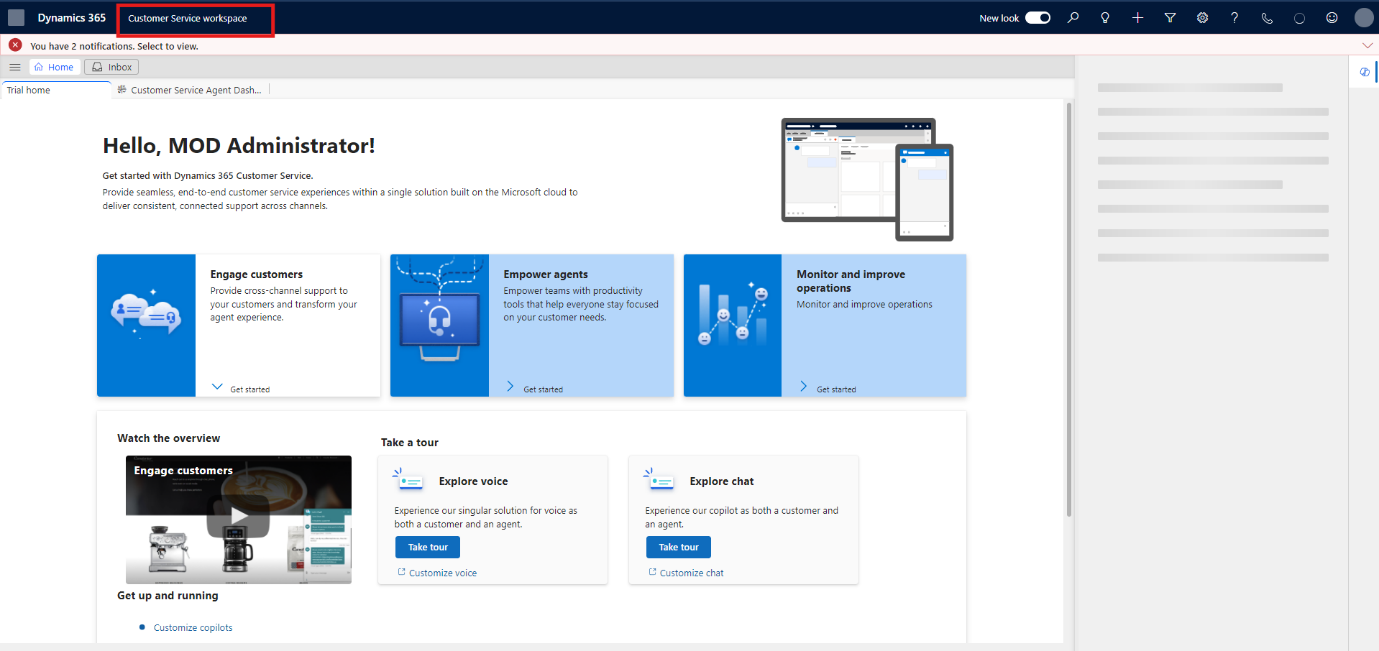 Dynamics 365
Customer Service workspace
New look
You have 2 notifications. Select to view.
Home
Inbox
Trial home
Customer Service Agent Dash...
Hello, MOD Administrator!
Get started with Dynamics 365 Customer Service.
Provide seamless, end-to-end customer service experiences within a single solution built on the Microsoft cloud to
deliver consistent, connected support across channels.
Engage customers
Provide cross-channel support to
your customers and transform your
agent experience.
Get started
Empower agents
Empower teams with productivity
tools that help everyone stay focused
on your customer needs.
Get started
Monitor and improve
operations
Monitor and improve operations
Get started
Watch the overview
Engage customers
Take a tour
Explore voice
Experience our singular solution for voice as
both a customer and an agent.
Take tour
Customize voice
Explore chat
Experience our copilot as both a customer and
an agent.
Take tour
Customize chat
Get up and running
Customize copilots